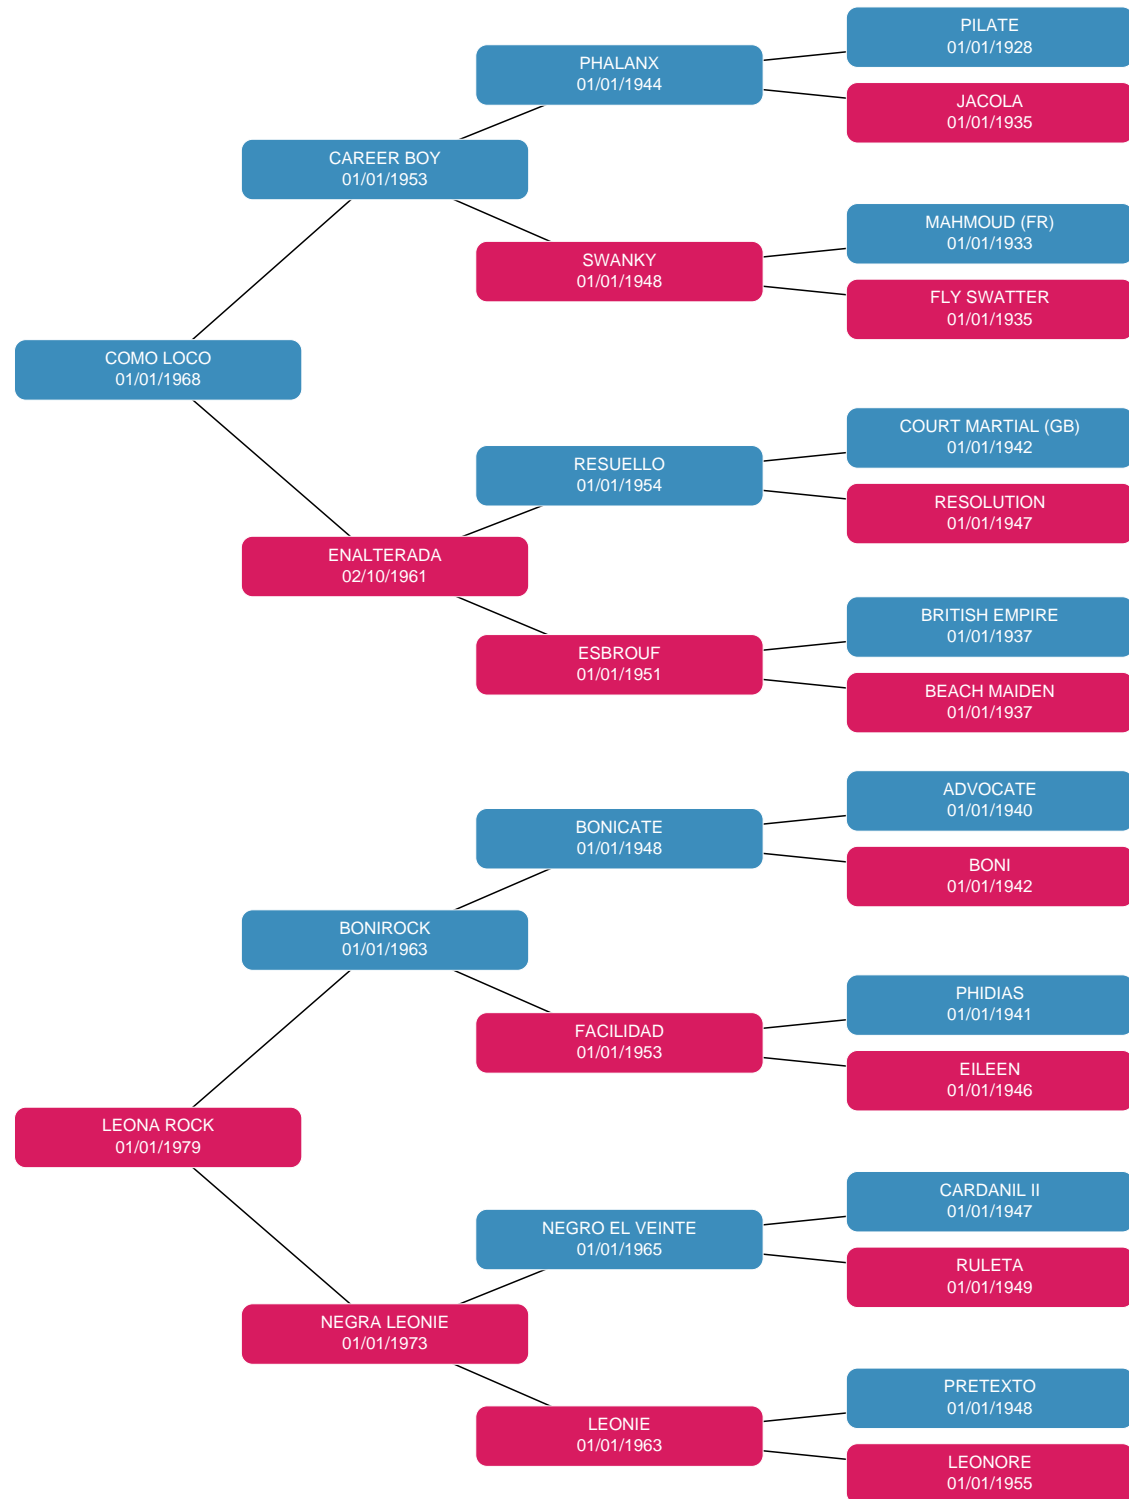 PILATE
01/01/1928
PHALANX
01/01/1944
JACOLA
01/01/1935
CAREER BOY
01/01/1953
MAHMOUD (FR)
01/01/1933
SWANKY
01/01/1948
FLY SWATTER
01/01/1935
COMO LOCO
01/01/1968
COURT MARTIAL (GB)
01/01/1942
RESUELLO
01/01/1954
RESOLUTION
01/01/1947
ENALTERADA
02/10/1961
BRITISH EMPIRE
01/01/1937
ESBROUF
01/01/1951
BEACH MAIDEN
01/01/1937
ADVOCATE
01/01/1940
BONICATE
01/01/1948
BONI
01/01/1942
BONIROCK
01/01/1963
PHIDIAS
01/01/1941
FACILIDAD
01/01/1953
EILEEN
01/01/1946
LEONA ROCK
01/01/1979
CARDANIL II
01/01/1947
NEGRO EL VEINTE
01/01/1965
RULETA
01/01/1949
NEGRA LEONIE
01/01/1973
PRETEXTO
01/01/1948
LEONIE
01/01/1963
LEONORE
01/01/1955